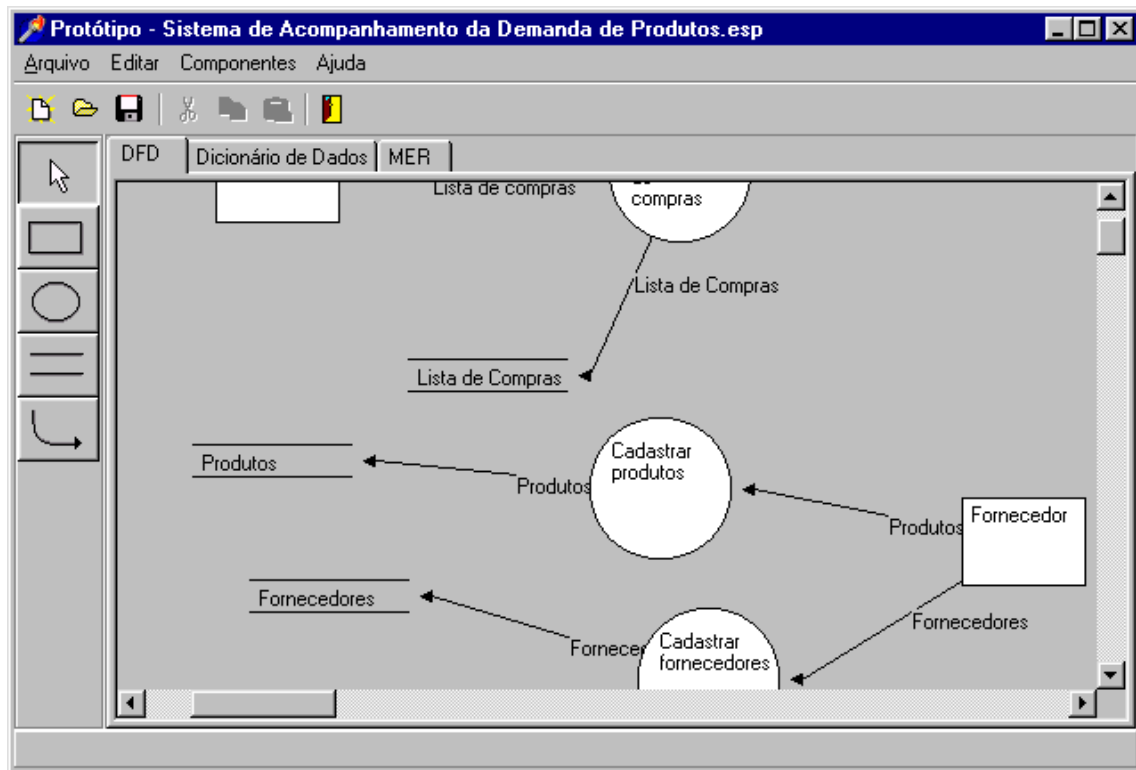 Protótipo - Sistema de Acompanhamento da Demanda de Produtos.esp
Arquivo Editar Componentes Ajuda
DFD Dicionário de Dados MER
Lista de compras
compras
Lista de Compras
Lista de Compras
Cadastrar
produtos
Produtos
Produtos
Produtos
Fornecedor
Fornecedores
Fornecedores
Cadastrar
fornecedores